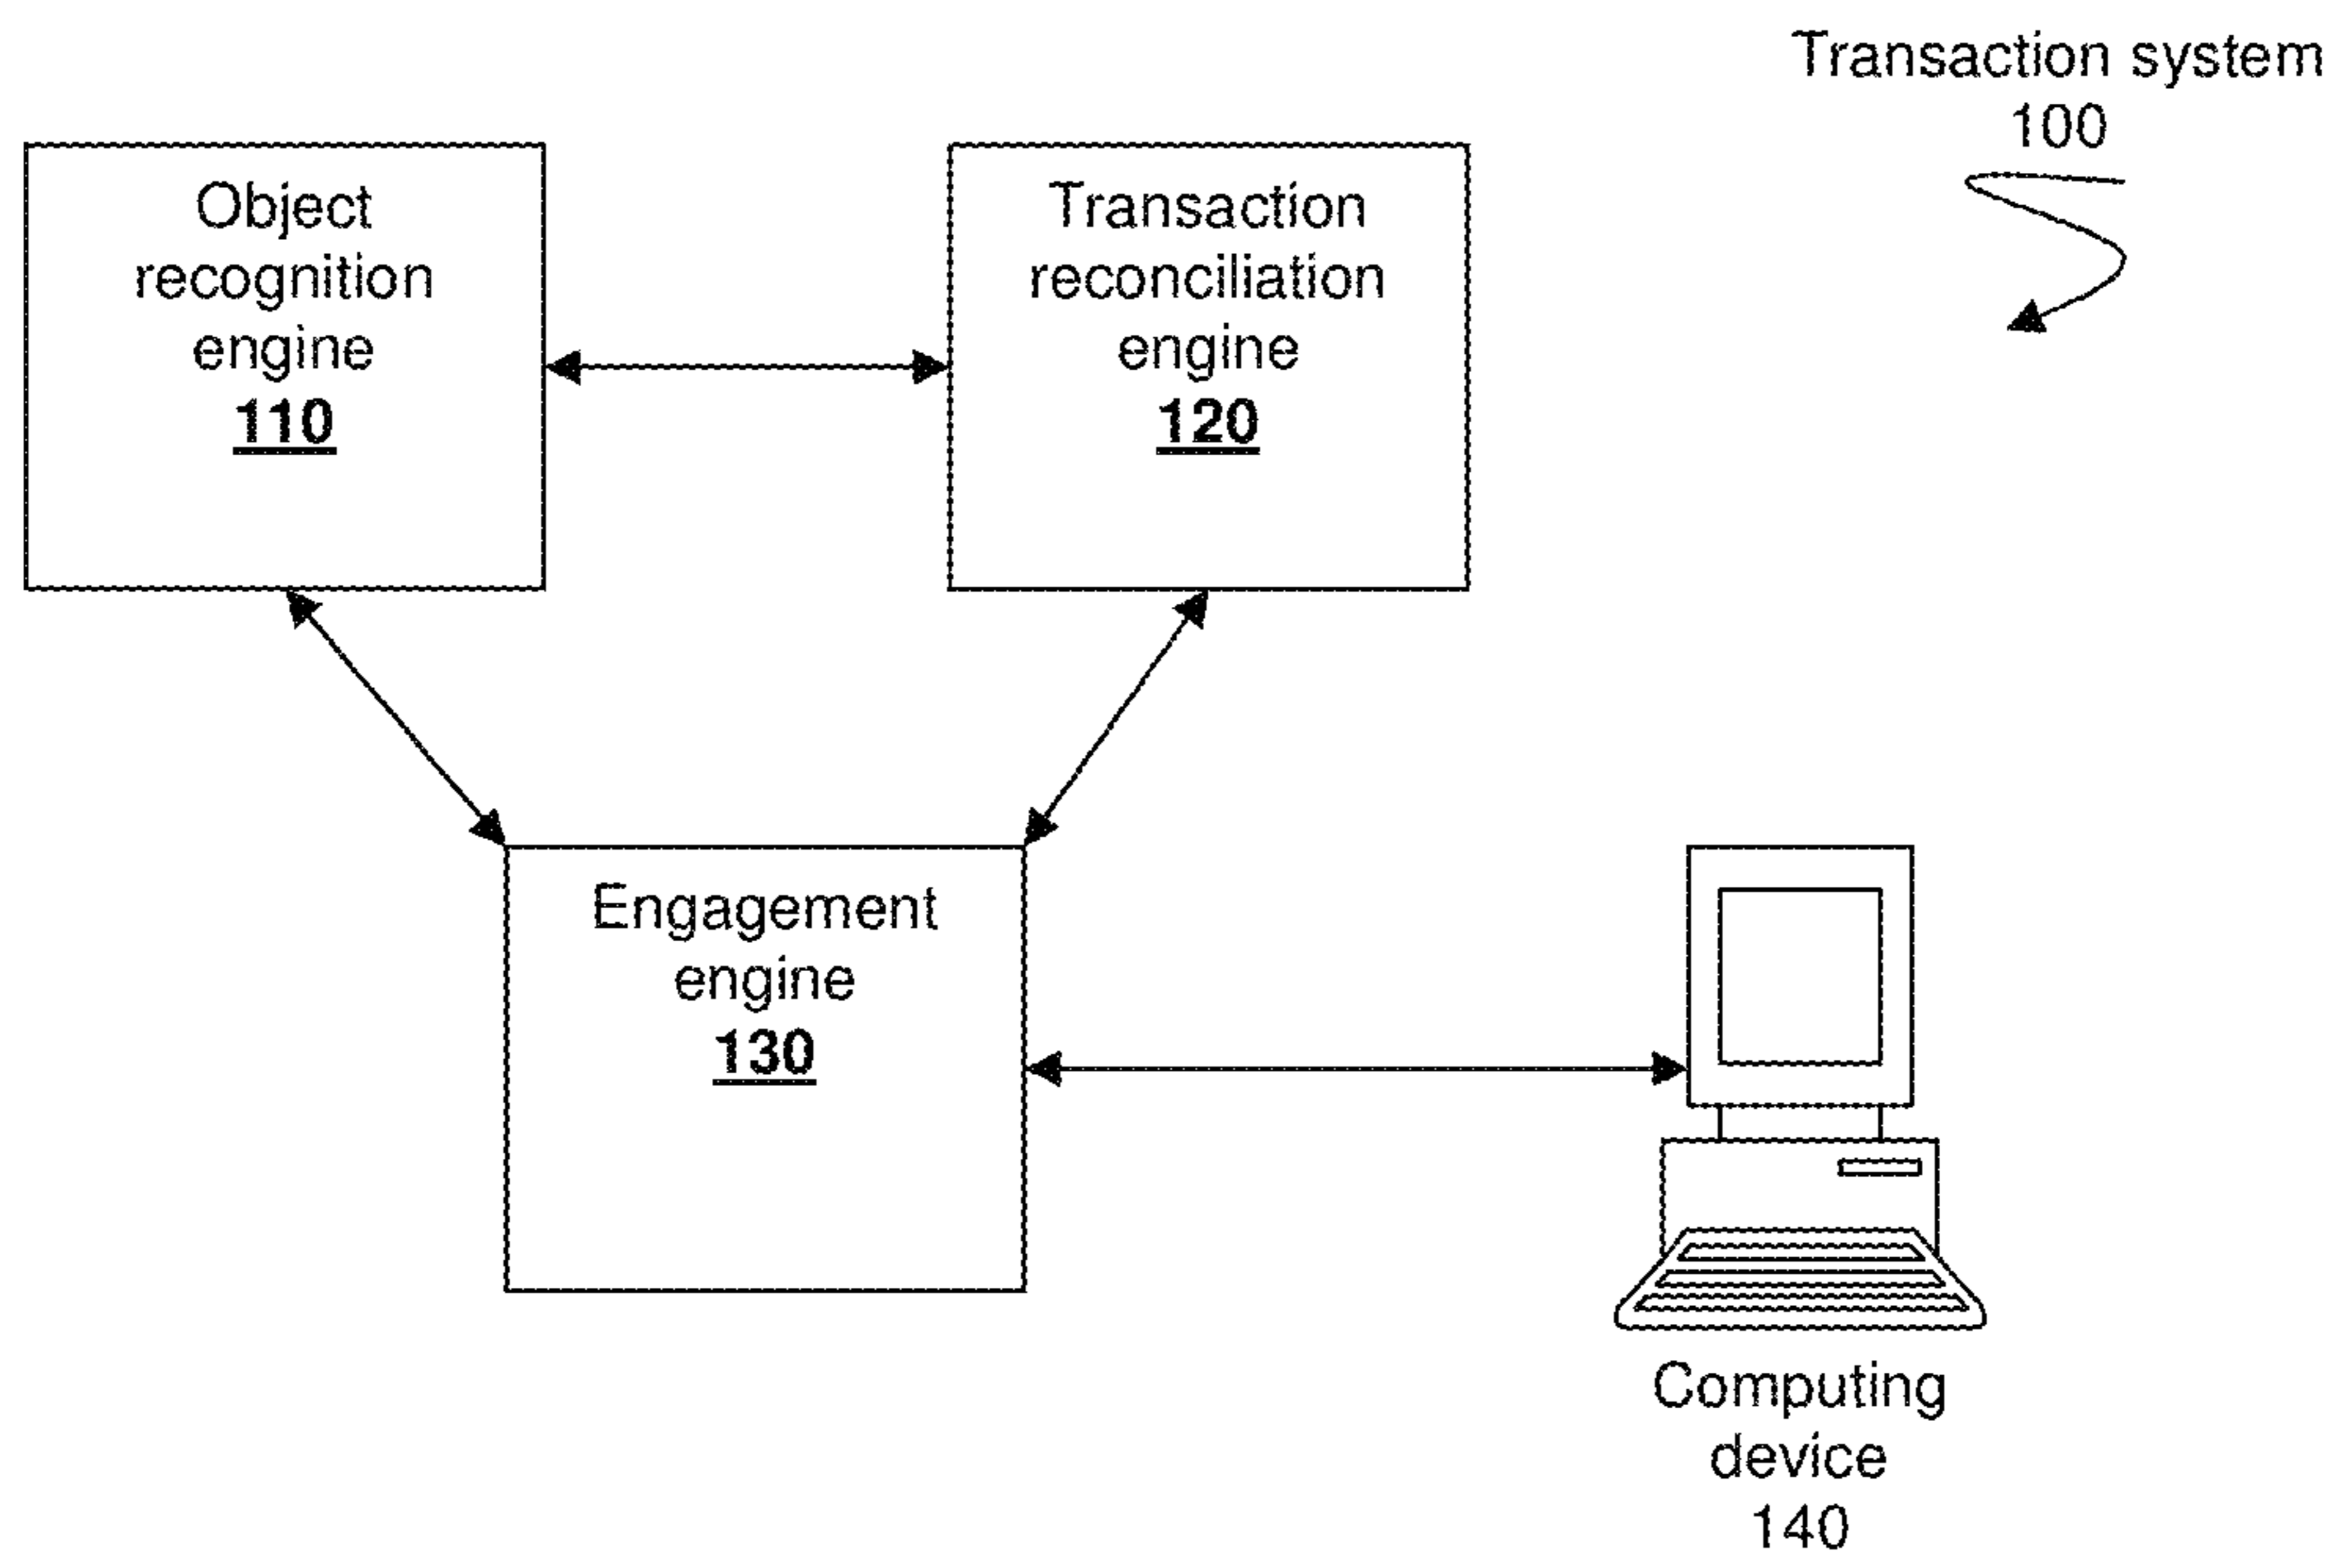 Transaction system
100
Object
recognition
engine
110
Transaction
reconciliation
engine
120
Engagement
engine
130
Computing
device
140